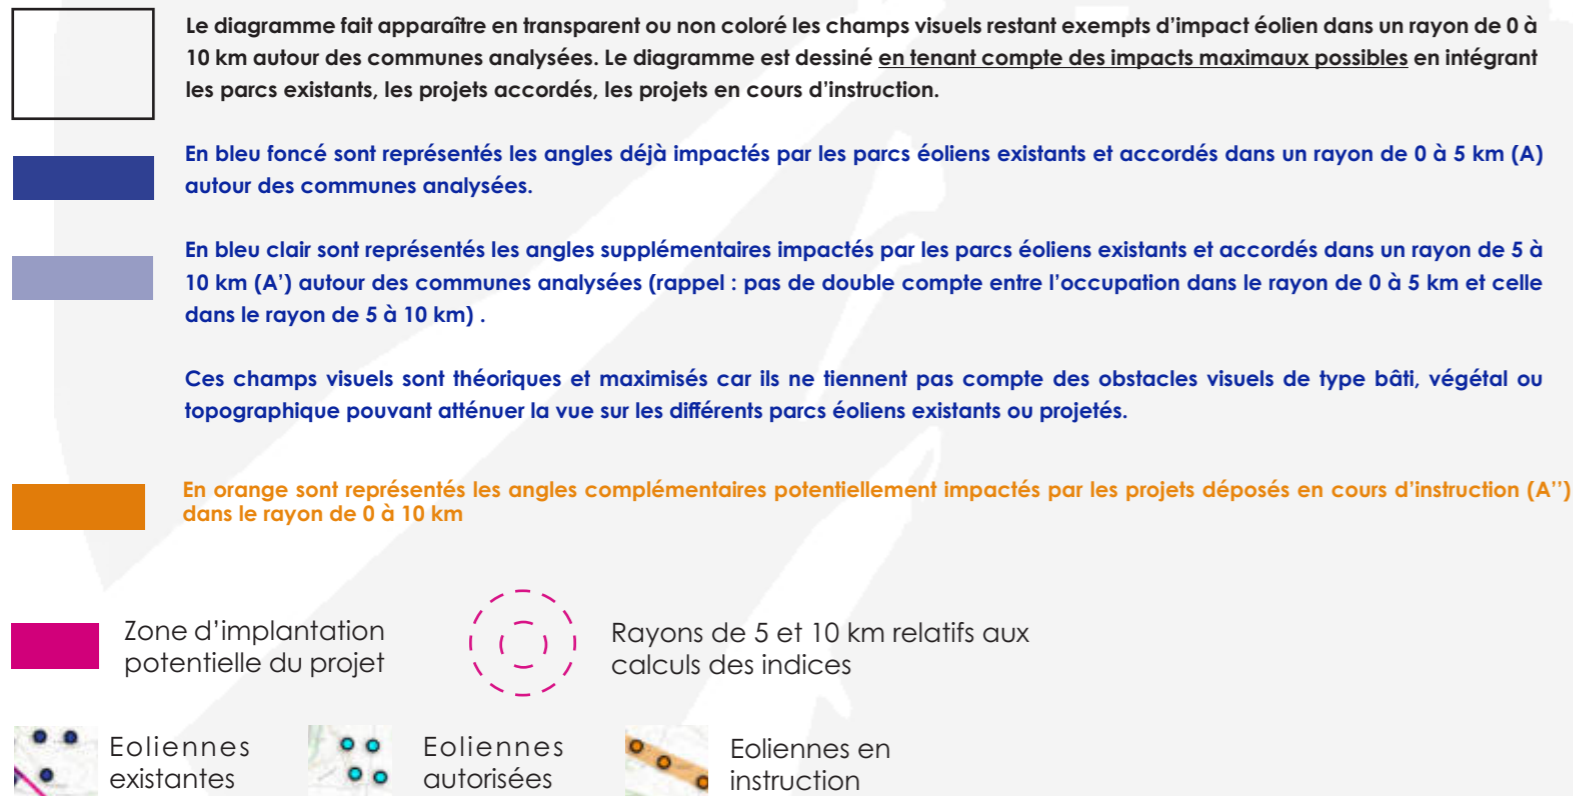 Le diagramme fait apparaître en transparent ou non coloré les champs visuels restant exempts d'impact éolien dans un rayon de 0 à
10 km autour des communes analysées. Le diagramme est dessiné en tenant compte des impacts maximaux possibles en intégrant
les parcs existants, les projets accordés, les projets en cours d'instruction.
En bleu foncé sont représentés les angles déjà impactés par les parcs éoliens existants et accordés dans un rayon de 0 à 5 km (A)
autour des communes analysées.
En bleu clair sont représentés les angles supplémentaires impactés par les parcs éoliens existants et accordés dans un rayon de 5 à
10 km (A') autour des communes analysées (rappel : pas de double compte entre l'occupation dans le rayon de 0 à 5 km et celle
dans le rayon de 5 à 10 km) .
Ces champs visuels sont théoriques et maximisés car ils ne tiennent pas compte des obstacles visuels de type bâti, végétal ou
topographique pouvant atténuer la vue sur les différents parcs éoliens existants ou projetés.
En orange sont représentés les angles complémentaires potentiellement impactés par les projets déposés en cours d'instruction (A'')
dans le rayon de 0 à 10 km
Zone d'implantation
potentielle du projet
Rayons de 5 et 10 km relatifs aux
calculs des indices
Eoliennes
existantes
Eoliennes
autorisées
Eoliennes en
instruction